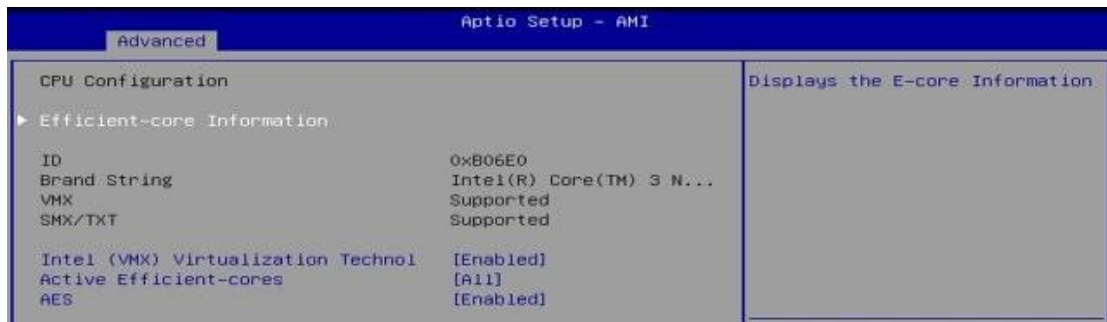 Aptio Setup - AMI
Advanced
CPU Configuration
Displays the E-core Information
▶ Efficient-core Information
ID 0xB06E0
Brand String Intel(R) Core(TM) 3 N...
VMX Supported
SMX/TXT Supported
Intel (VMX) Virtualization Technol [Enabled]
Active Efficient-cores [All]
AES [Enabled]